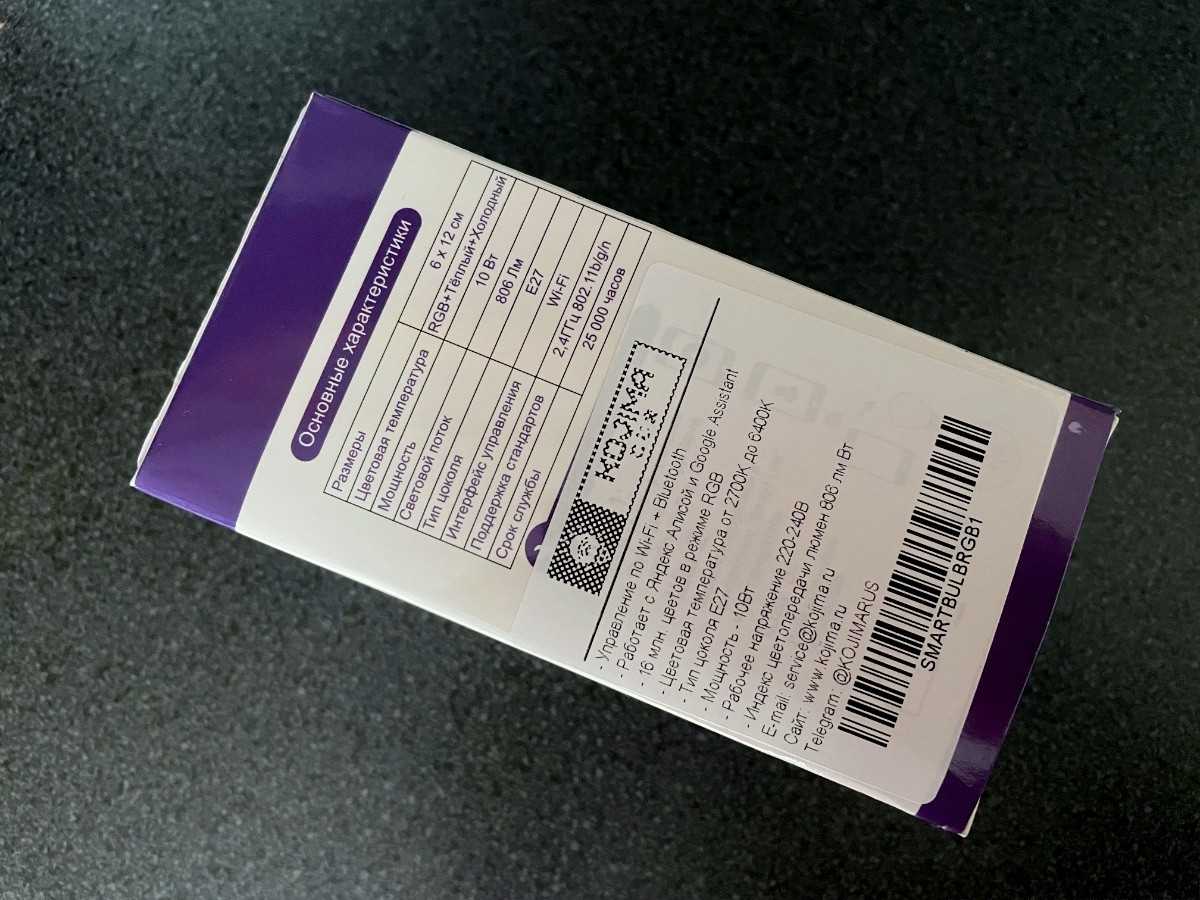 Основные характеристики
Размеры 6 x 12 см
Цветовая температура RGB+Тёплый+Холодный
Мощность 10 Вт
Световой поток 806 Лм
Тип цоколя E27
Интерфейс управления Wi-Fi
Поддержка стандартов 2,4ГГц 802.11b/g/n
Срок службы 25 000 часов
KOJIMA
- Управление по Wi-Fi + Bluetooth
- Работает с Яндекс Алисой и Google Assistant
- 16 млн. цветов в режиме RGB
- Цветовая температура от 2700K до 6400K
- Тип цоколя E27
- Мощность - 10Вт
- Рабочее напряжение 220-240В
- Индекс цветопередачи люмен 806 лм Вт
E-mail: service@kojima.ru
Сайт: www.kojima.ru
Telegram: @KOJIMARUS
SMARTBULBRGB1